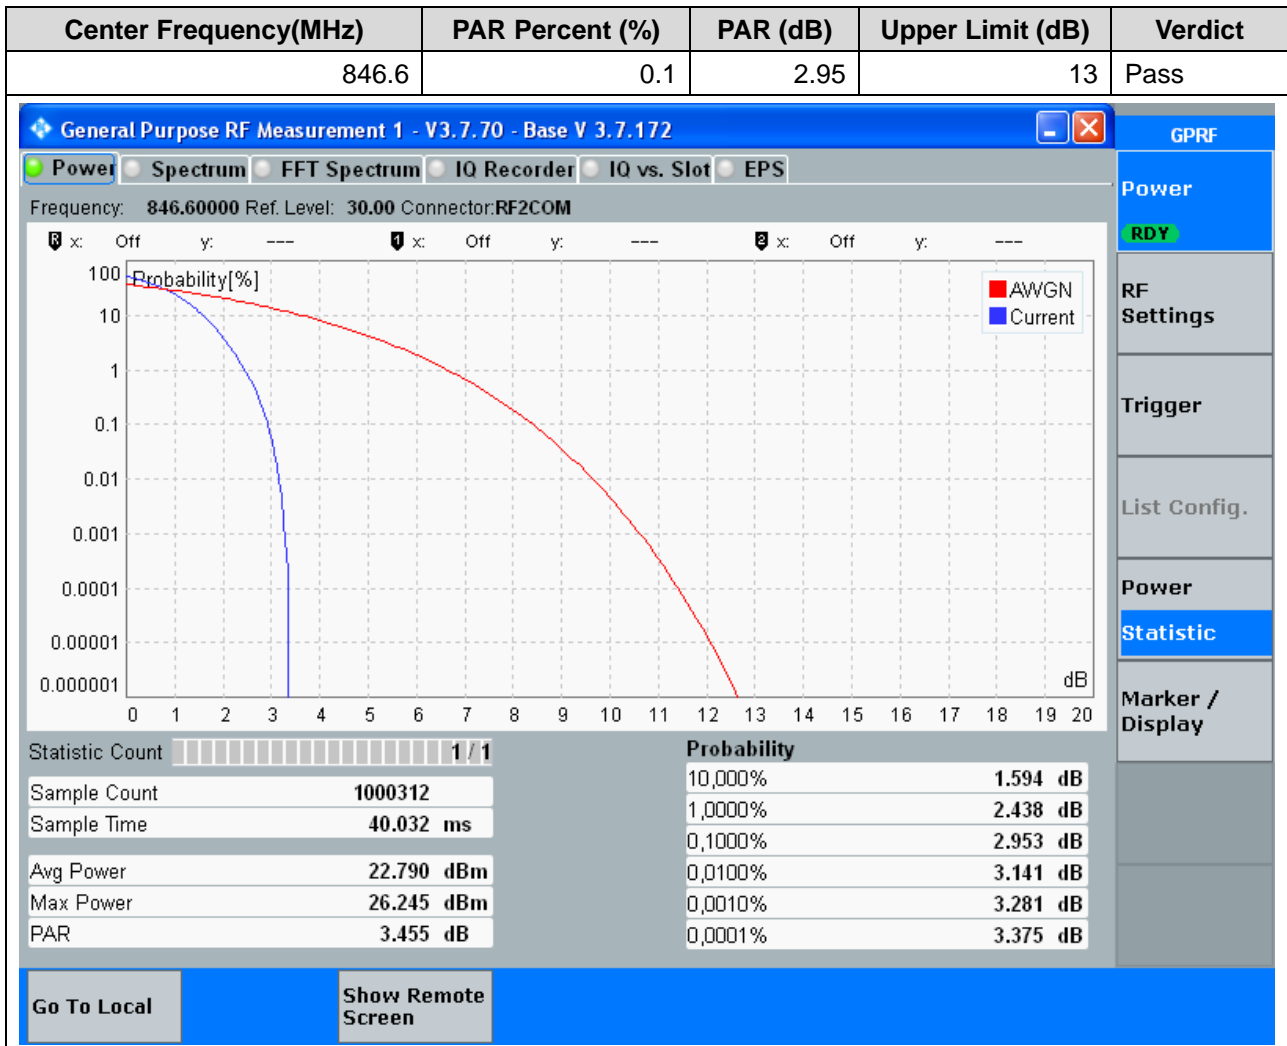 Center Frequency(MHz) PAR Percent (%) PAR (dB) Upper Limit (dB) Verdict
846.6 0.1 2.95 13 Pass
General Purpose RF Measurement 1 - V3.7.70 - Base V 3.7.172
GPRF
Power Spectrum FFT Spectrum IQ Recorder IQ vs. Slot EPS
Power
RDY
Frequency: 846.60000 Ref. Level: 30.00 Connector:RF2COM
R x: Off y: --- 1 x: Off y: --- 2 x: Off y: ---
Probability[%]
AWGN
Current
100
10
1
0.1
0.01
0.001
0.0001
0.00001
0.000001
dB
0 1 2 3 4 5 6 7 8 9 10 11 12 13 14 15 16 17 18 19 20
RF
Settings
Trigger
List Config.
Power
Statistic
Marker /
Display
Statistic Count 1 / 1
Sample Count 1000312
Sample Time 40.032 ms
Avg Power 22.790 dBm
Max Power 26.245 dBm
PAR 3.455 dB
Probability
10,000% 1.594 dB
1,0000% 2.438 dB
0,1000% 2.953 dB
0,0100% 3.141 dB
0,0010% 3.281 dB
0,0001% 3.375 dB
Go To Local
Show Remote
Screen